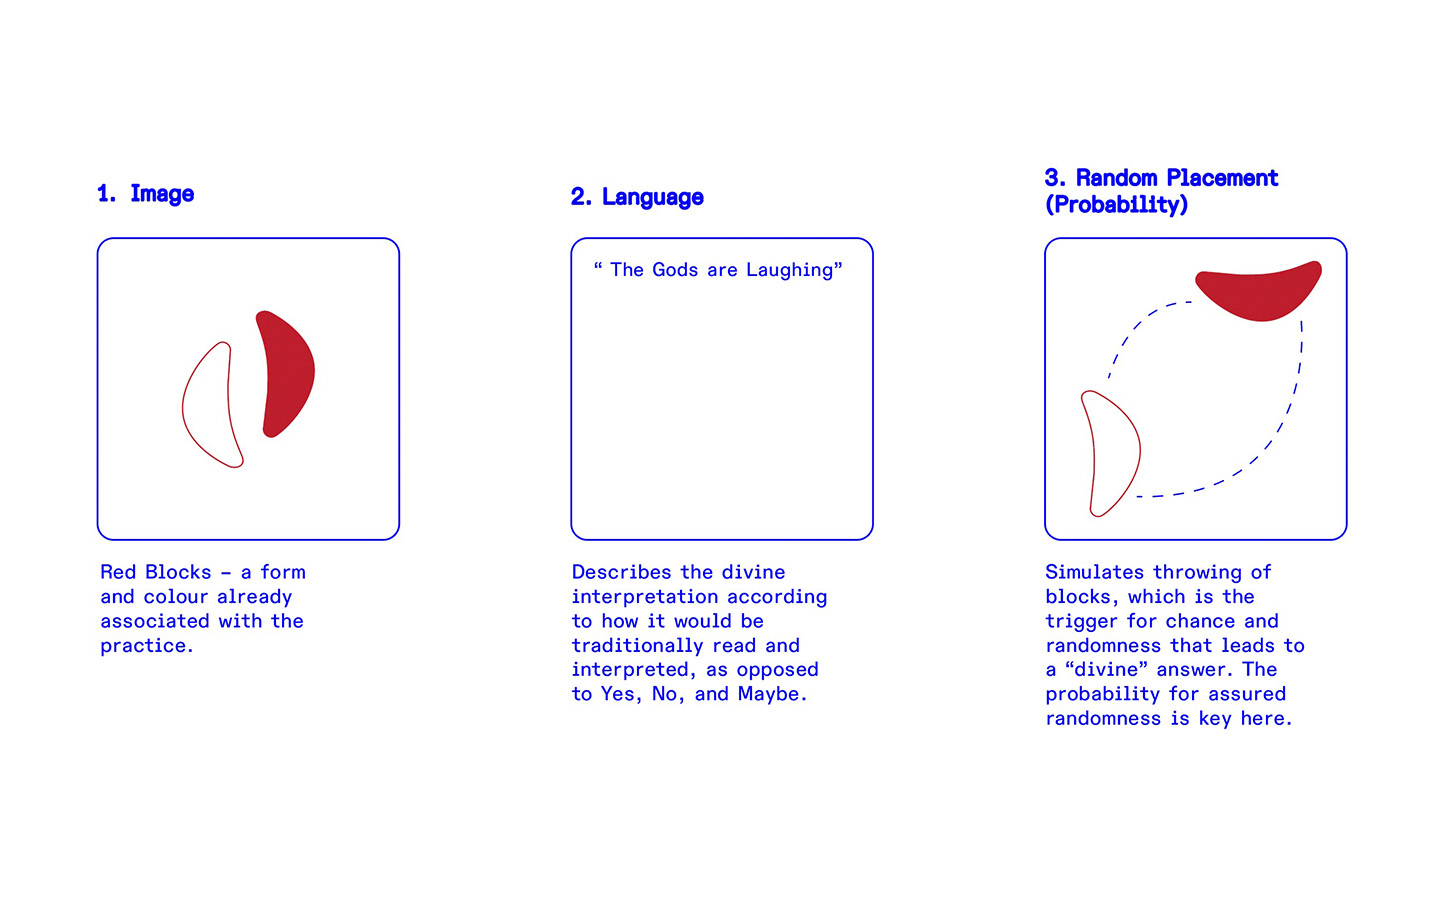 1. Image
Red Blocks – a form
and colour already
associated with the
practice.
2. Language
“ The Gods are Laughing”
Describes the divine
interpretation according
to how it would be
traditionally read and
interpreted, as opposed
to Yes, No, and Maybe.
3. Random Placement
(Probability)
Simulates throwing of
blocks, which is the
trigger for chance and
randomness that leads to
a “divine” answer. The
probability for assured
randomness is key here.